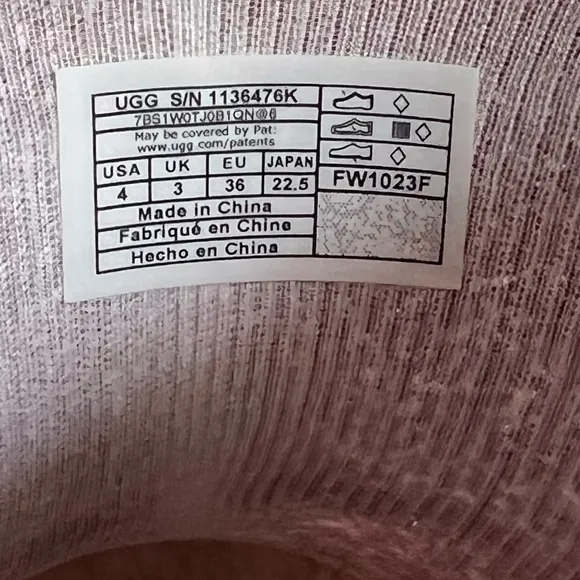 UGG S/N 1136476K
7BS1W0TJ0B1QN@6
May be covered by Pat:
www.ugg.com/patents
USA UK EU JAPAN
4 3 36 22.5
Made in China
Fabriqué en Chine
Hecho en China
FW1023F